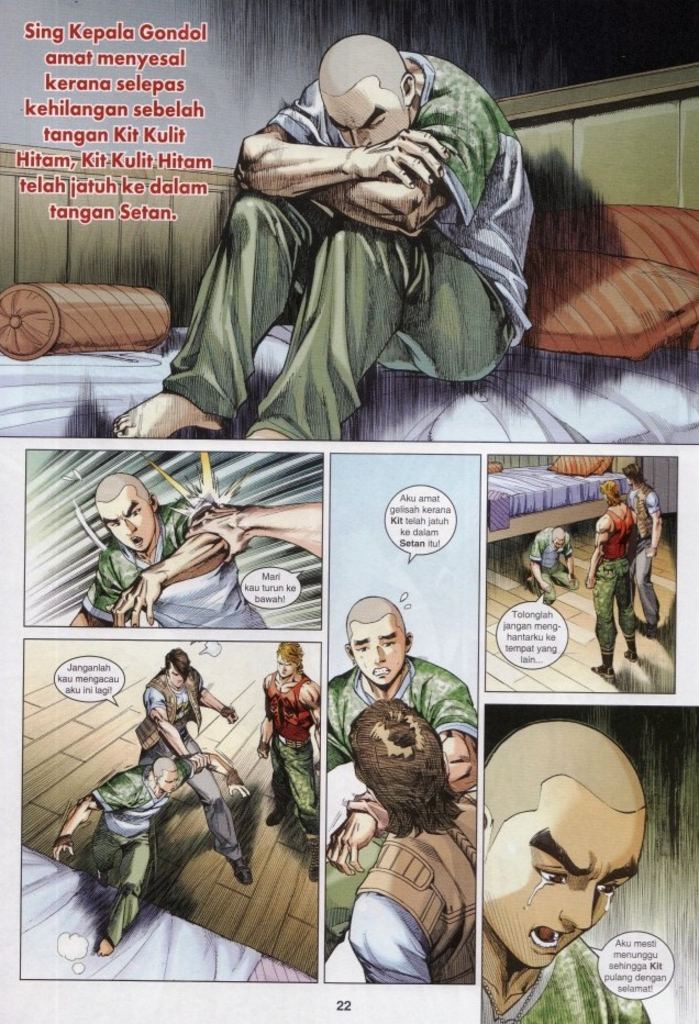 Sing Kepala Gondol
amat menyesal
kerana selepas
kehilangan sebelah
tangan Kit Kulit
Hitam, Kit Kulit Hitam
telah jatuh ke dalam
tangan Setan.
Mari
kau turun ke
bawah!
Janganlah
kau mengacau
aku ini lagi!
Aku amat
gelisah kerana
Kit telah jatuh
ke dalam
Setan itu!
Tolonglah
jangan meng-
hantarku ke
tempat yang
lain...
Aku mesti
menunggu
sehingga Kit
pulang dengan
selamat!
22